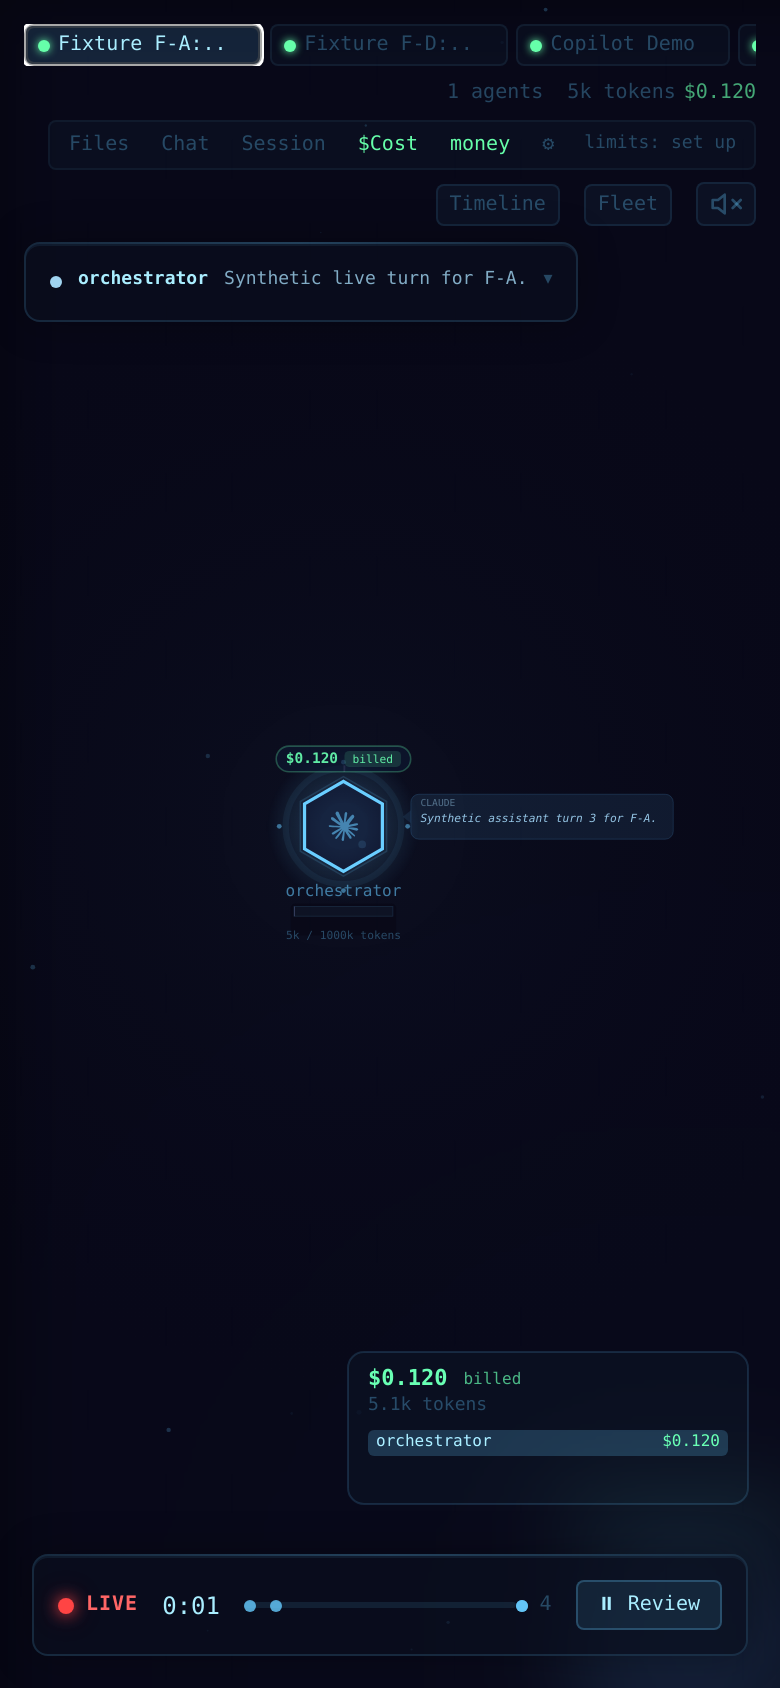 Fixture F-A:.. Fixture F-D:.. Copilot Demo
1 agents 5k tokens $0.120
Files Chat Session $Cost money ⚙ limits: set up
Timeline Fleet
orchestrator Synthetic live turn for F-A. ▼
$0.120 billed
CLAUDE
Synthetic assistant turn 3 for F-A.
orchestrator
5k / 1000k tokens
$0.120 billed
5.1k tokens
orchestrator $0.120
LIVE 0:01 4 ⏸ Review